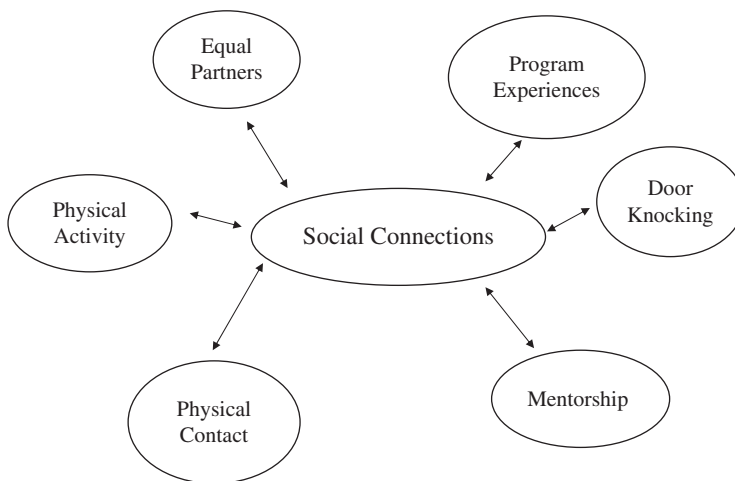 Equal
Partners
Program
Experiences
Door
Knocking
Physical
Activity
Social Connections
Mentorship
Physical
Contact